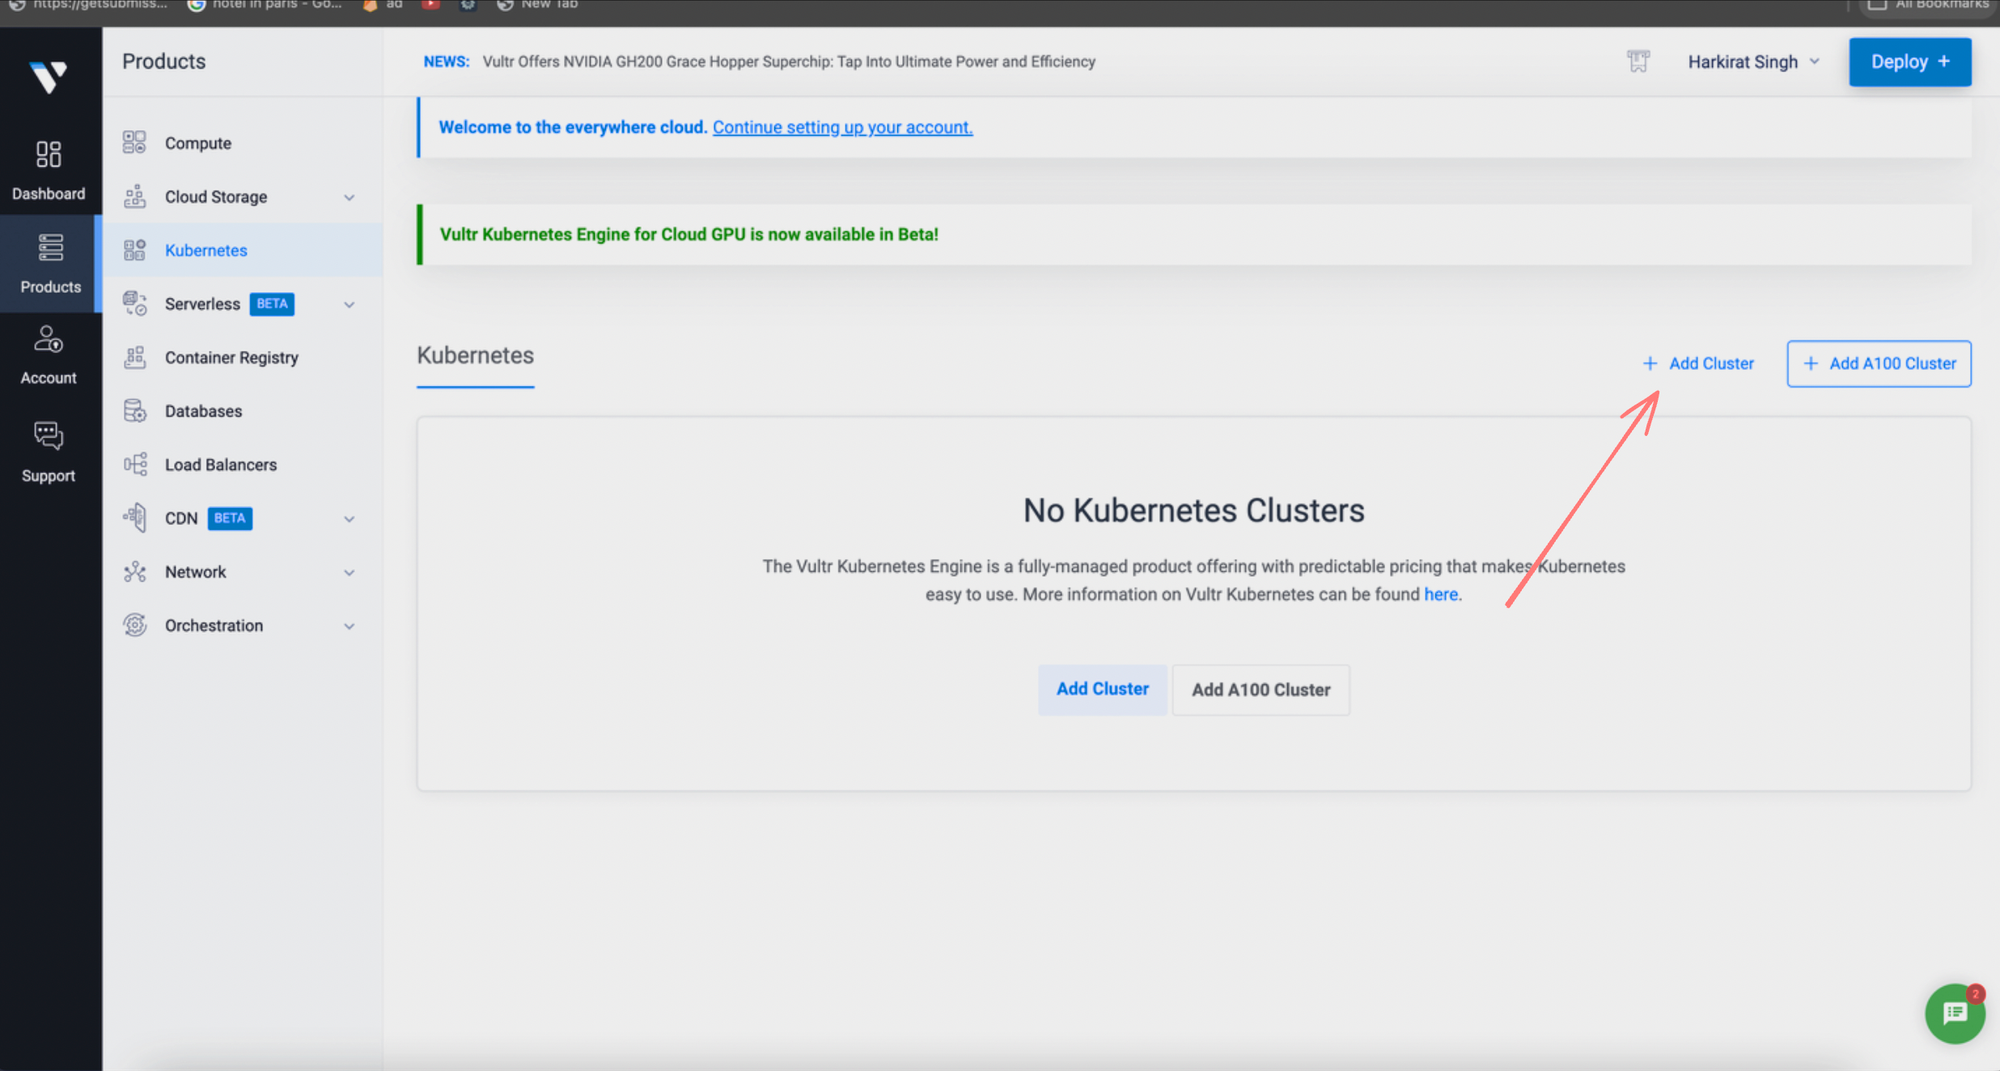 https://getsubmiss...
hotel in paris - Go...
ad
New Tab
All Bookmarks
Products
NEWS: Vultr Offers NVIDIA GH200 Grace Hopper Superchip: Tap Into Ultimate Power and Efficiency
Harkirat Singh
Deploy +
Dashboard
Products
Account
Support
Compute
Cloud Storage
Kubernetes
Serverless BETA
Container Registry
Databases
Load Balancers
CDN BETA
Network
Orchestration
Welcome to the everywhere cloud. Continue setting up your account.
Vultr Kubernetes Engine for Cloud GPU is now available in Beta!
Kubernetes
+ Add Cluster
+ Add A100 Cluster
No Kubernetes Clusters
The Vultr Kubernetes Engine is a fully-managed product offering with predictable pricing that makes Kubernetes
easy to use. More information on Vultr Kubernetes can be found here.
Add Cluster
Add A100 Cluster
2